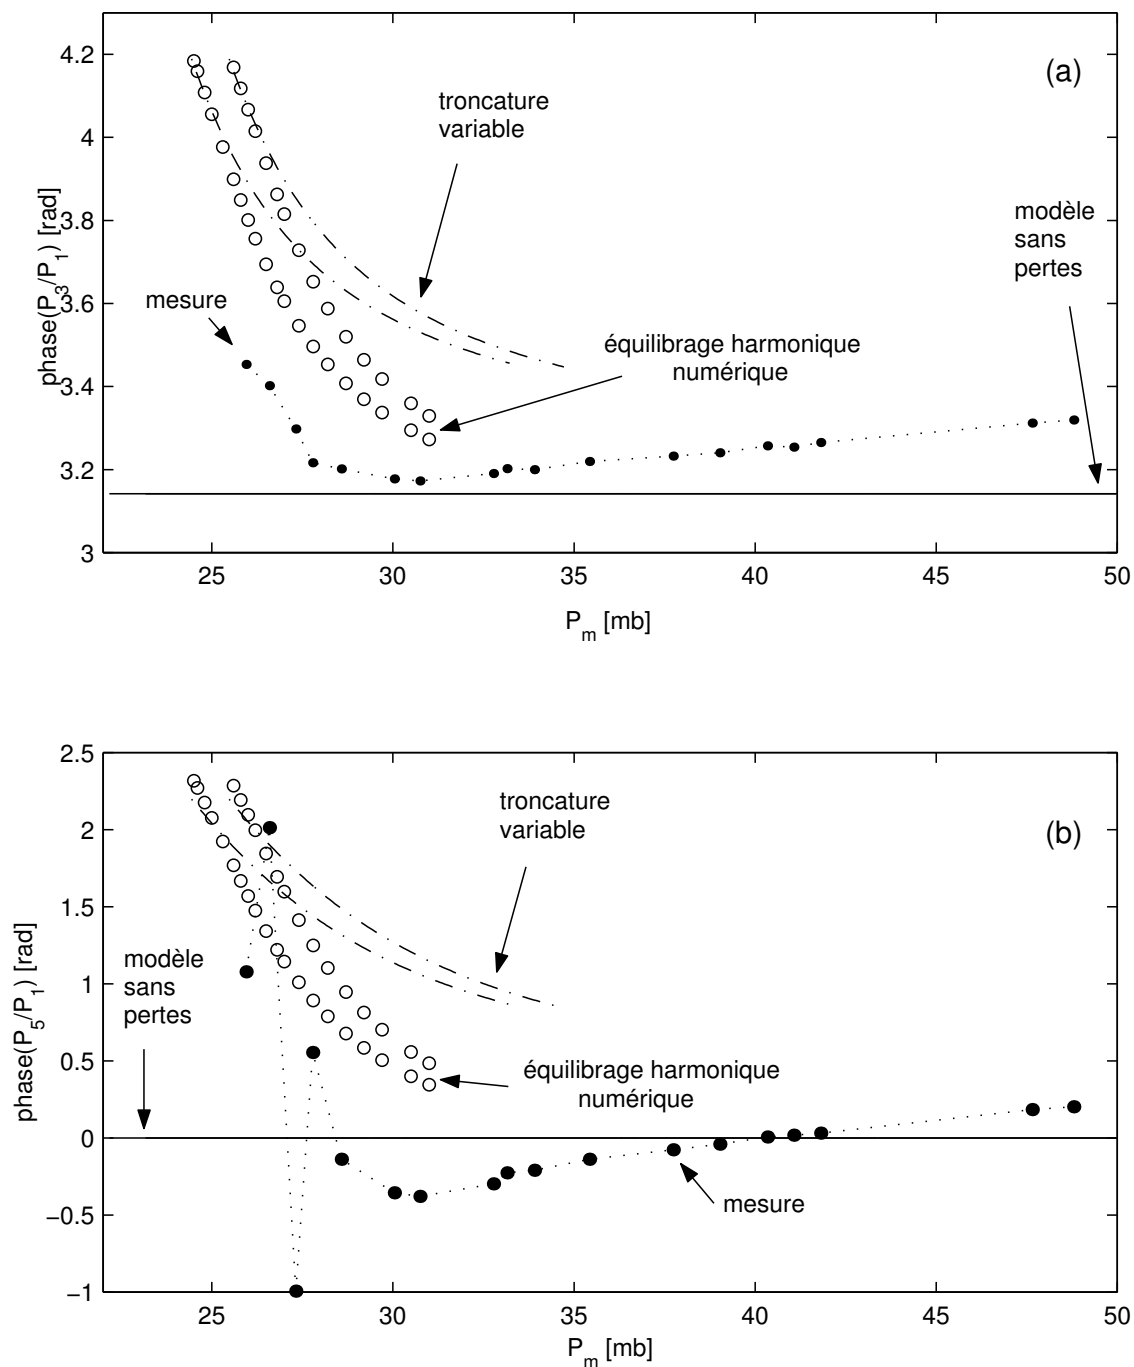 4.2
4
3.8
3.6
3.4
3.2
3
phase(P3/P1) [rad]
(a)
troncature
variable
modèle
sans
pertes
mesure
équilibrage harmonique
numérique
25
30
35
40
45
50
Pm [mb]
2.5
2
1.5
1
0.5
0
−0.5
−1
phase(P5/P1) [rad]
(b)
troncature
variable
modèle
sans
pertes
équilibrage harmonique
numérique
mesure
25
30
35
40
45
50
Pm [mb]